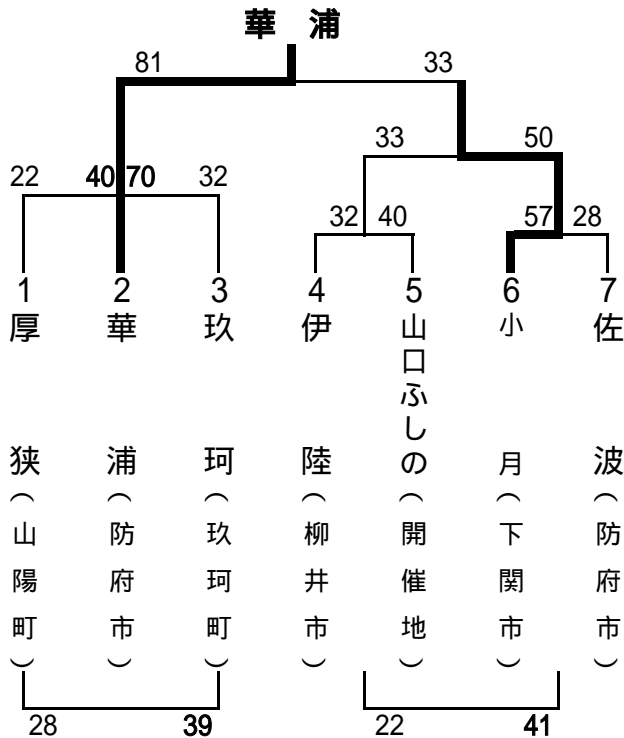 華浦
81 33
33 50
22 40 70 32
32 40 57 28
1 2 3 4 5 6 7
厚狭（山陽町）
華浦（防府市）
玖珂（玖珂町）
伊陸（柳井市）
山口ふしの（開催地）
小月（下関市）
佐波（防府市）
28 39 22 41